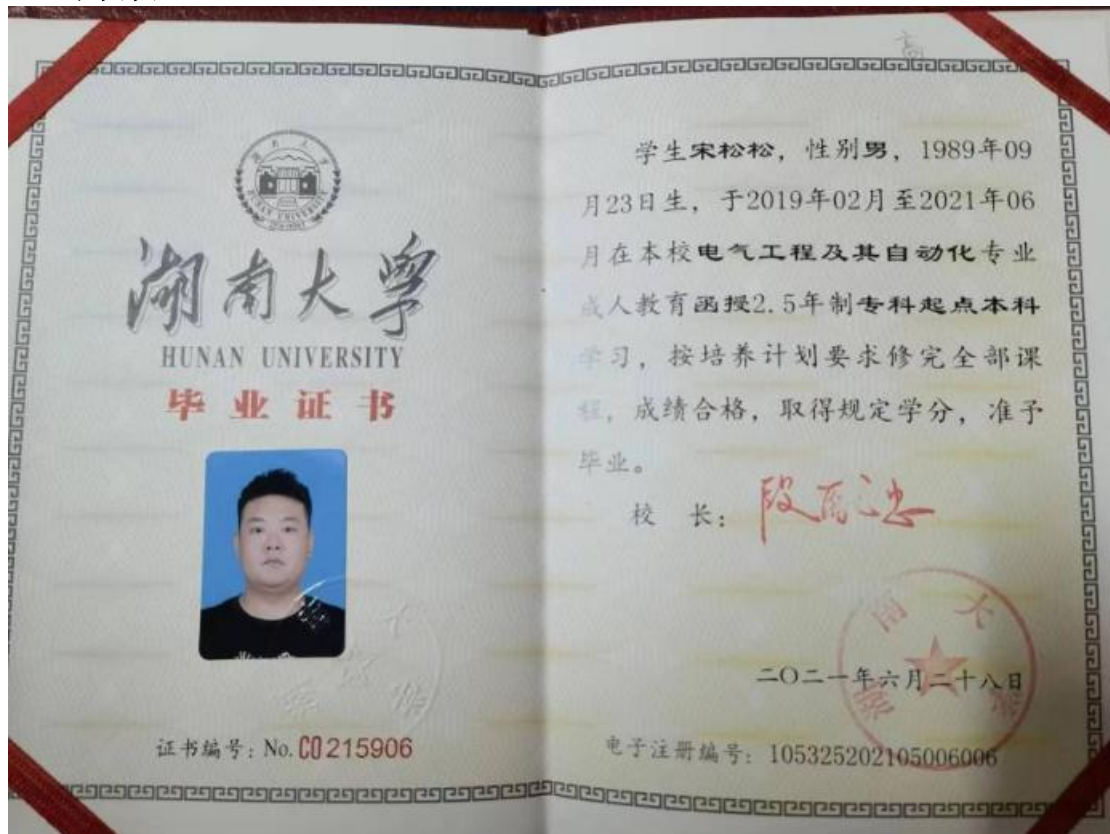 湖南大学
HUNAN UNIVERSITY
毕业证书
证书编号:No. C0215906
学生宋松松,性别男,1989年09
月23日生,于2019年02月至2021年06
月在本校电气工程及其自动化专业
成人教育函授2.5年制专科起点本科
学习,按培养计划要求修完全部课
程,成绩合格,取得规定学分,准予
毕业。
校 长:
二〇二一年六月二十八日
湖南大学
电子注册编号:105325202105006006